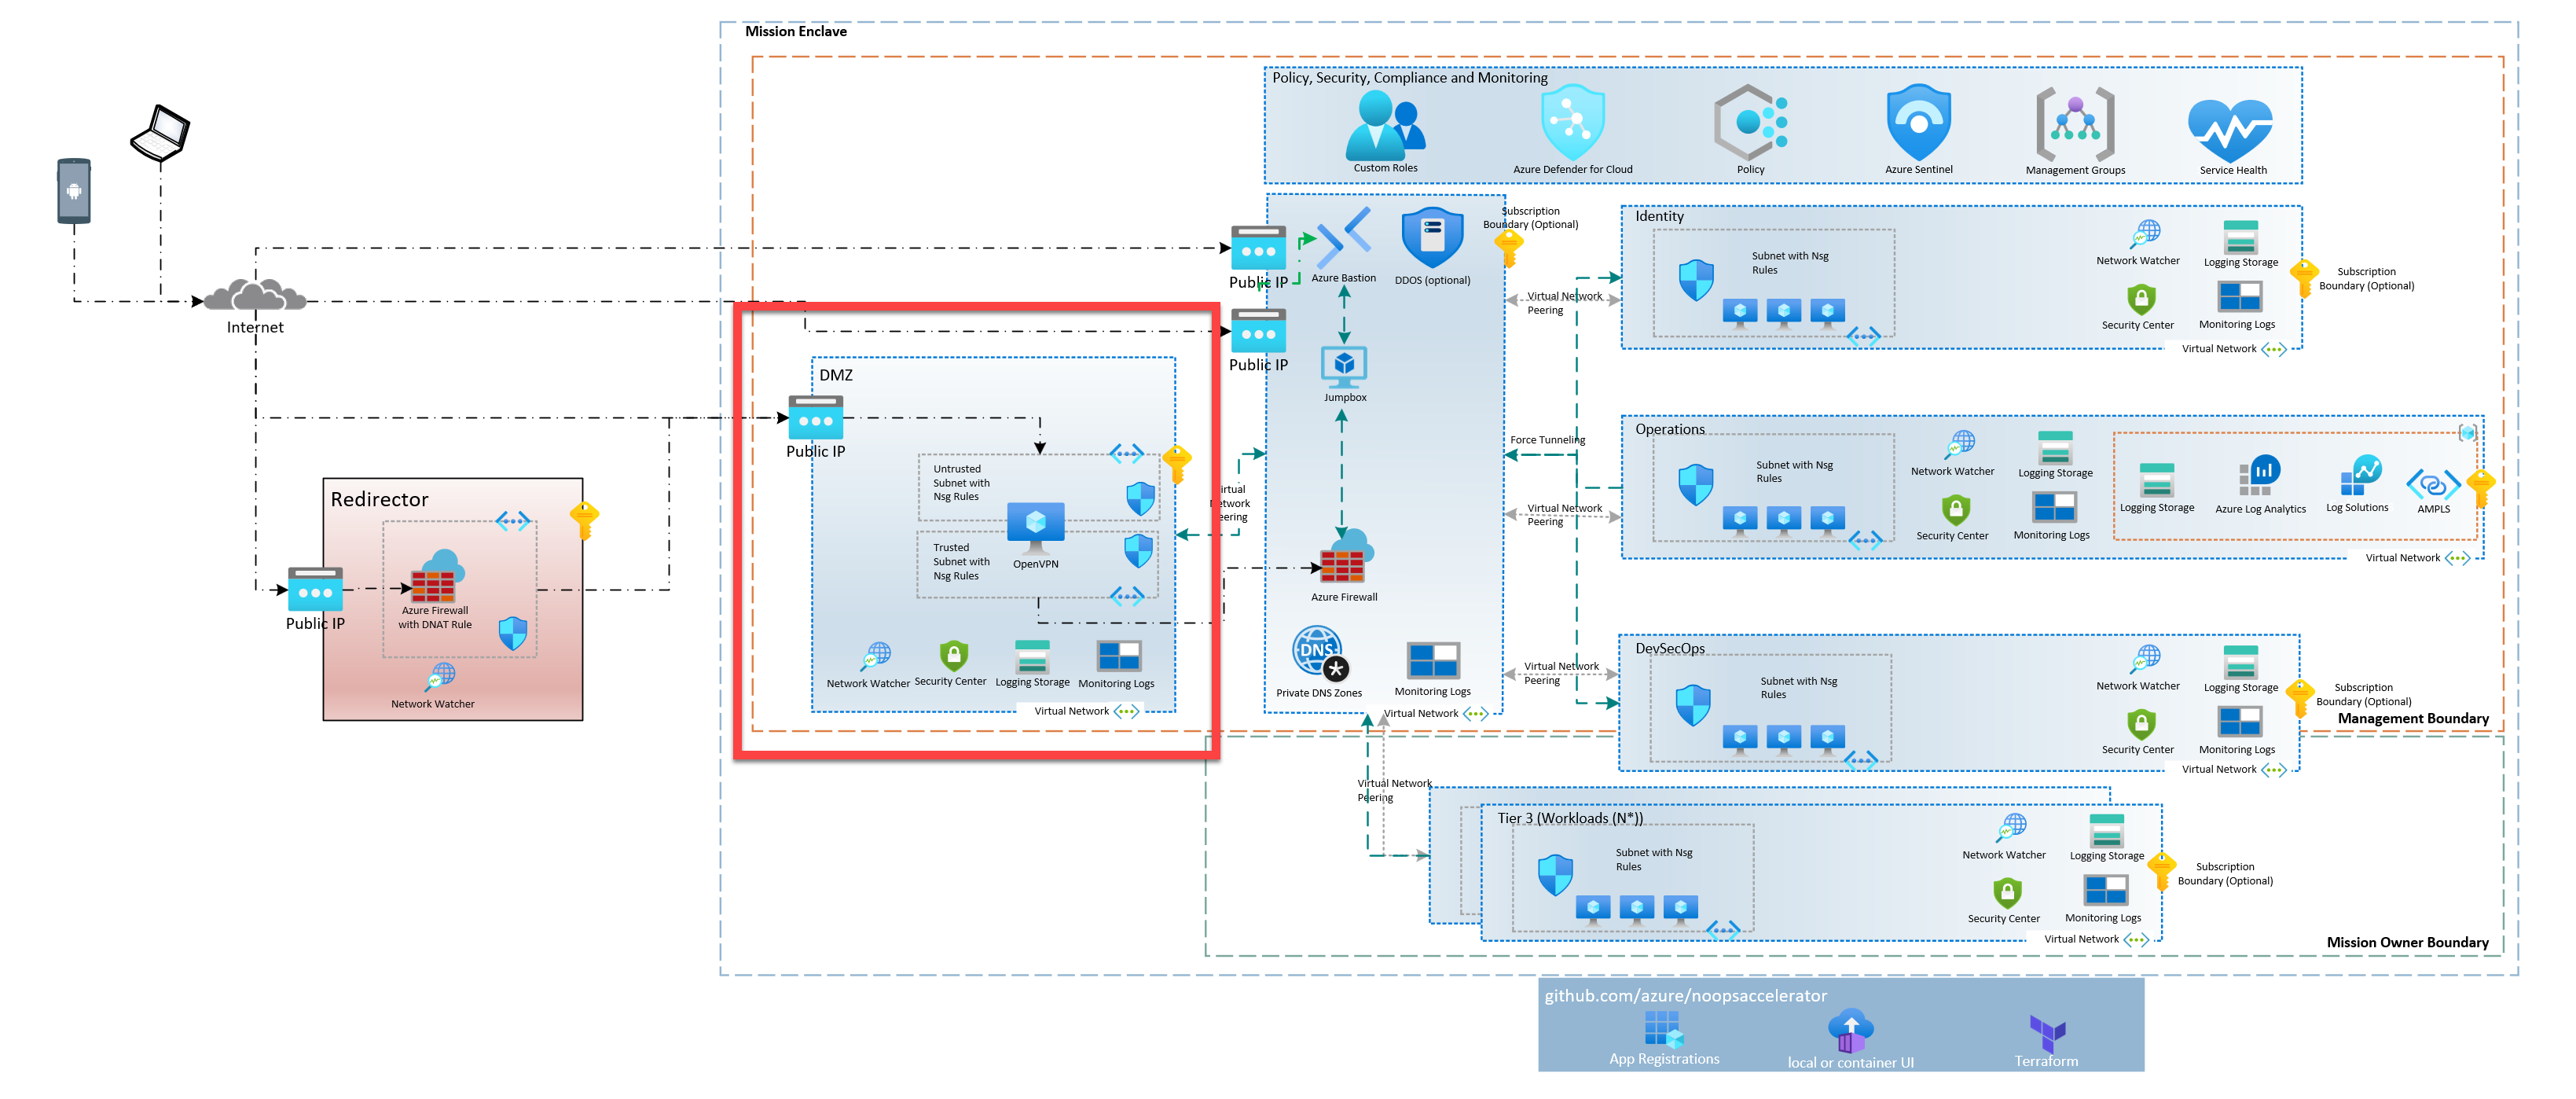 Mission Enclave
Policy, Security, Compliance and Monitoring
Custom Roles
Azure Defender for Cloud
Policy
Azure Sentinel
Management Groups
Service Health
Internet
Public IP
Azure Bastion
DDOS (optional)
Subscription
Boundary (Optional)
Public IP
Jumpbox
Azure Firewall
DNS
Private DNS Zones
Monitoring Logs
Virtual Network
Identity
Subnet with Nsg
Rules
Network Watcher
Logging Storage
Security Center
Monitoring Logs
Virtual Network
Subscription
Boundary (Optional)
Virtual Network
Peering
DMZ
Public IP
Untrusted
Subnet with
Nsg Rules
OpenVPN
Trusted
Subnet with
Nsg Rules
Network Watcher
Security Center
Logging Storage
Monitoring Logs
Virtual Network
Virtual
Network
Peering
Redirector
Public IP
Azure Firewall
with DNAT Rule
Network Watcher
Force Tunneling
Operations
Subnet with Nsg
Rules
Network Watcher
Logging Storage
Security Center
Monitoring Logs
Logging Storage
Azure Log Analytics
Log Solutions
AMPLS
Virtual Network
Virtual Network
Peering
DevSecOps
Subnet with Nsg
Rules
Network Watcher
Logging Storage
Security Center
Monitoring Logs
Virtual Network
Subscription
Boundary (Optional)
Virtual Network
Peering
Management Boundary
Virtual Network
Peering
Tier 3 (Workloads (N*))
Subnet with Nsg
Rules
Network Watcher
Logging Storage
Security Center
Monitoring Logs
Virtual Network
Subscription
Boundary (Optional)
Mission Owner Boundary
github.com/azure/noopsaccelerator
App Registrations
local or container UI
Terraform